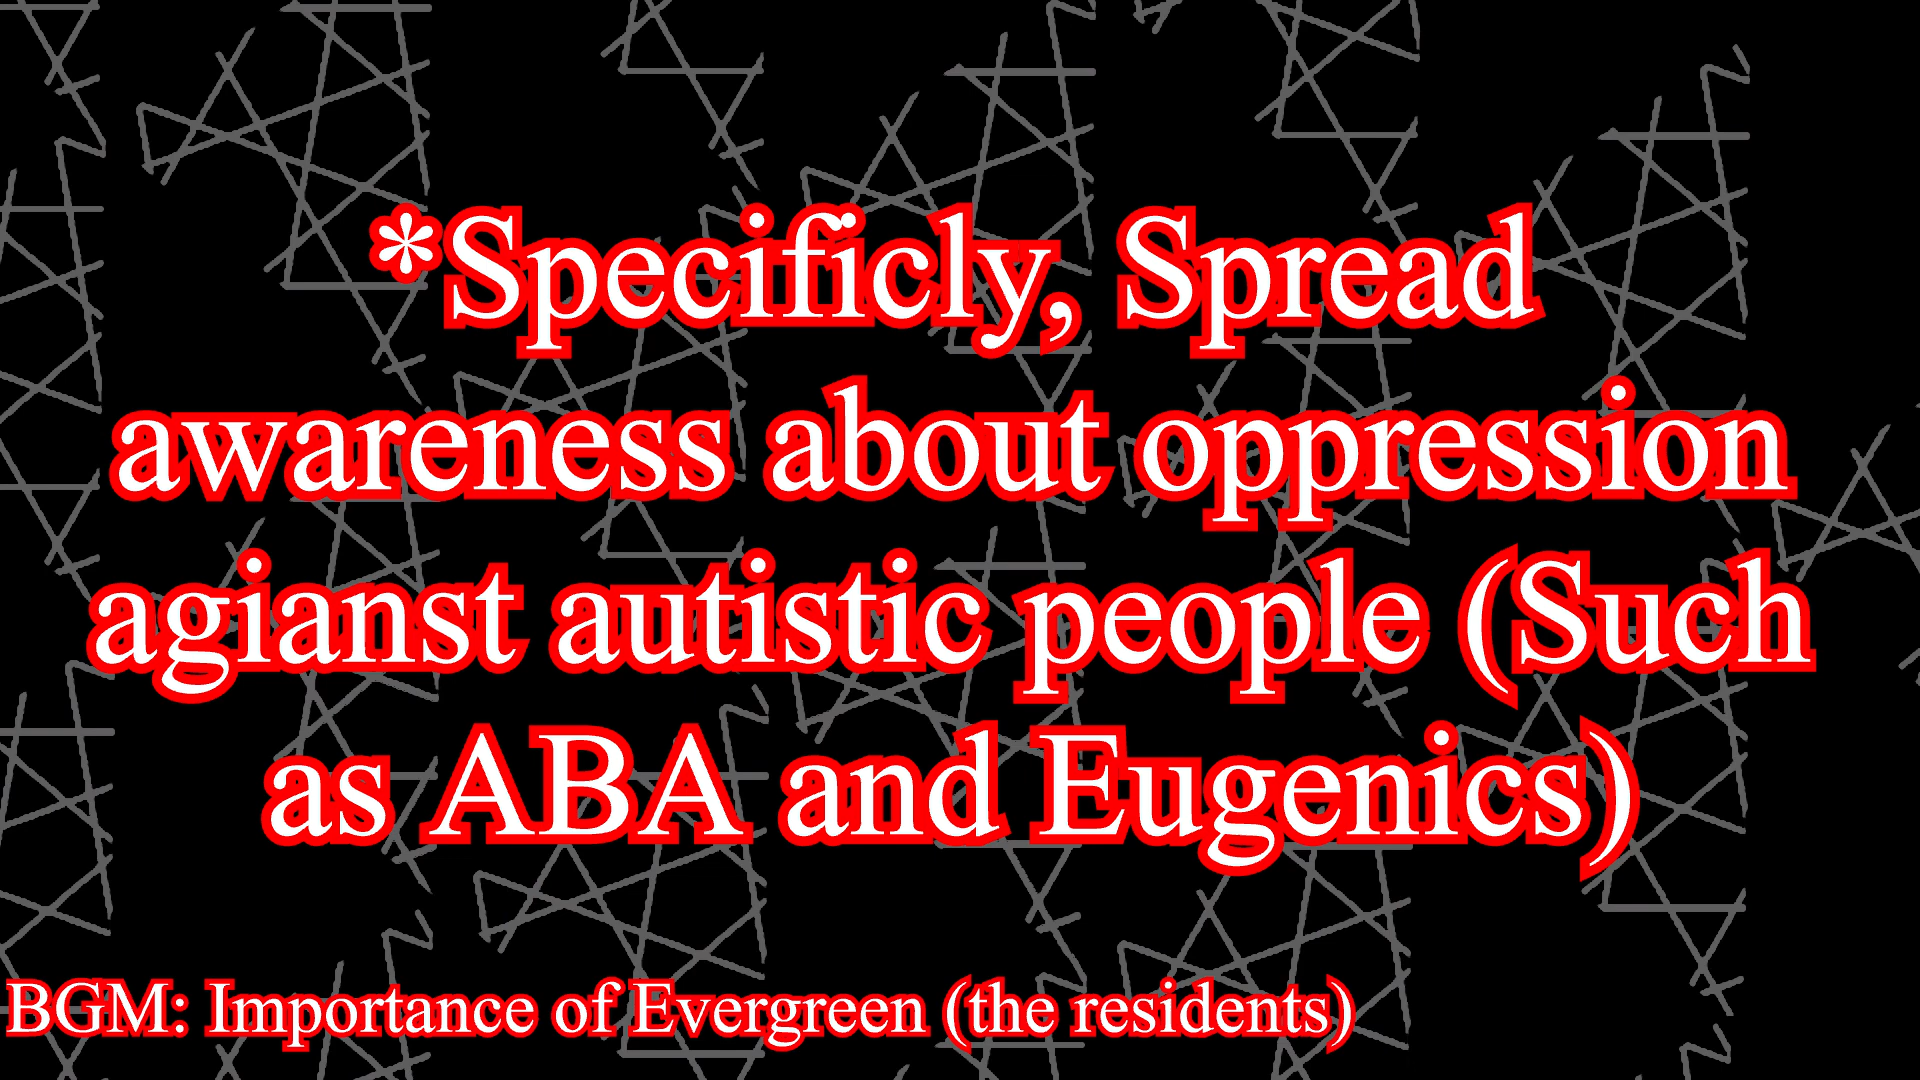 *Specificly, Spread
awareness about oppression
agianst autistic people (Such
as ABA and Eugenics)
BGM: Importance of Evergreen (the residents)